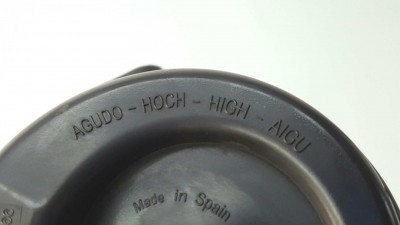 AGUDO - HOCH - HIGH - AIGU
Made in Spain